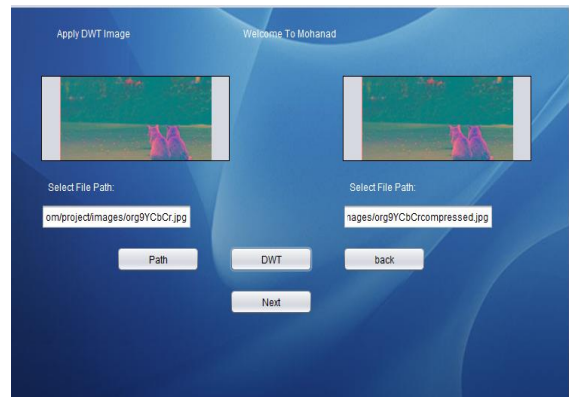 Apply DWT Image
Welcome To Mohanad
Select File Path:
Select File Path:
om/project/images/org9YCbCr.jpg
nages/org9YCbCrcompressed.jpg
Path
DWT
back
Next